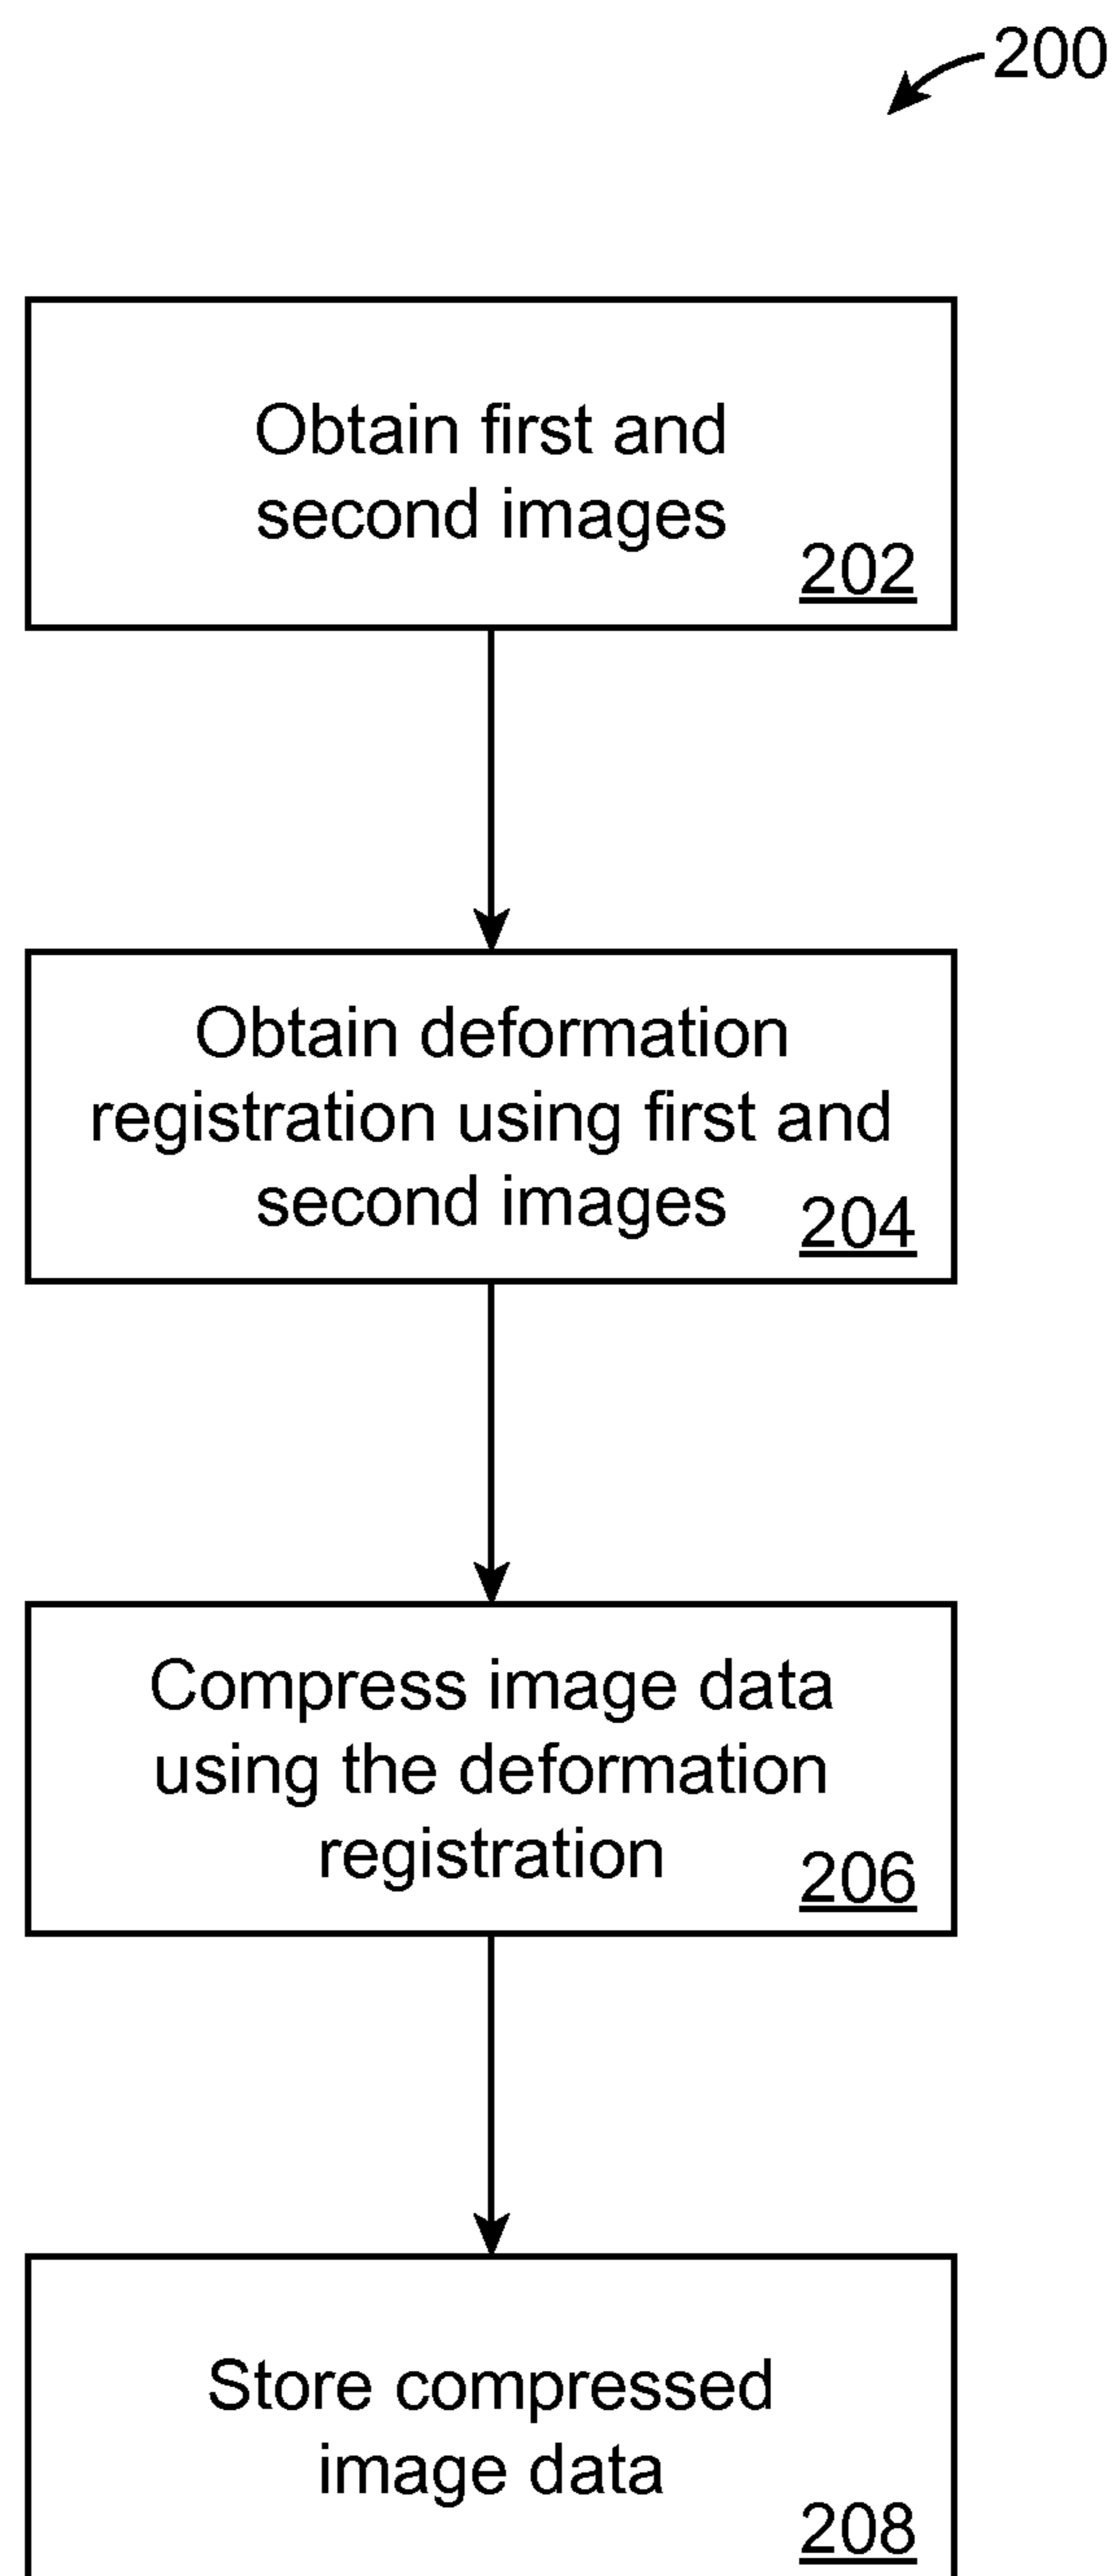 200
Obtain first and
second images
202
Obtain deformation
registration using first and
second images
204
Compress image data
using the deformation
registration
206
Store compressed
image data
208